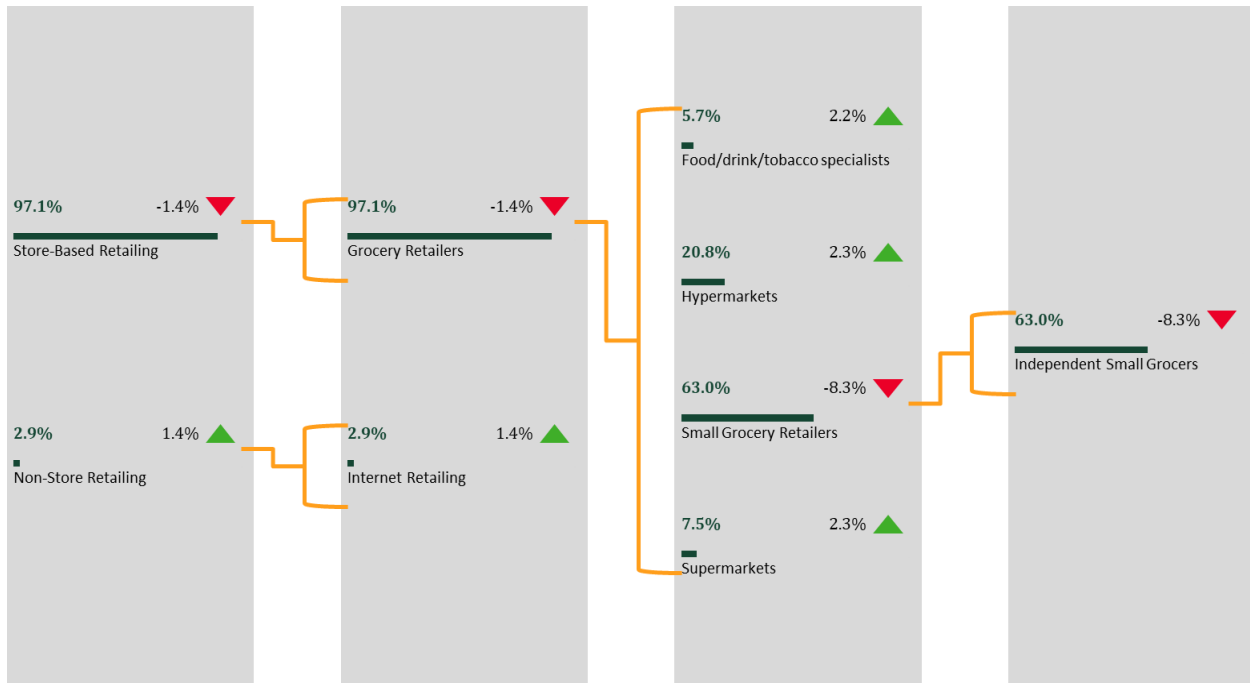 97.1% -1.4%
Store-Based Retailing
2.9% 1.4%
Non-Store Retailing
97.1% -1.4%
Grocery Retailers
2.9% 1.4%
Internet Retailing
5.7% 2.2%
Food/drink/tobacco specialists
20.8% 2.3%
Hypermarkets
63.0% -8.3%
Small Grocery Retailers
7.5% 2.3%
Supermarkets
63.0% -8.3%
Independent Small Grocers